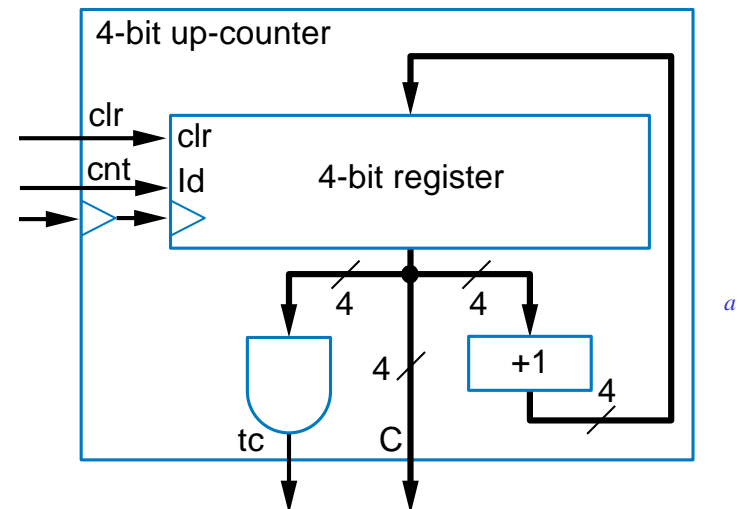 4-bit up-counter
clr
clr
cnt
ld
4-bit register
4
4
a
4
+1
4
tc
C